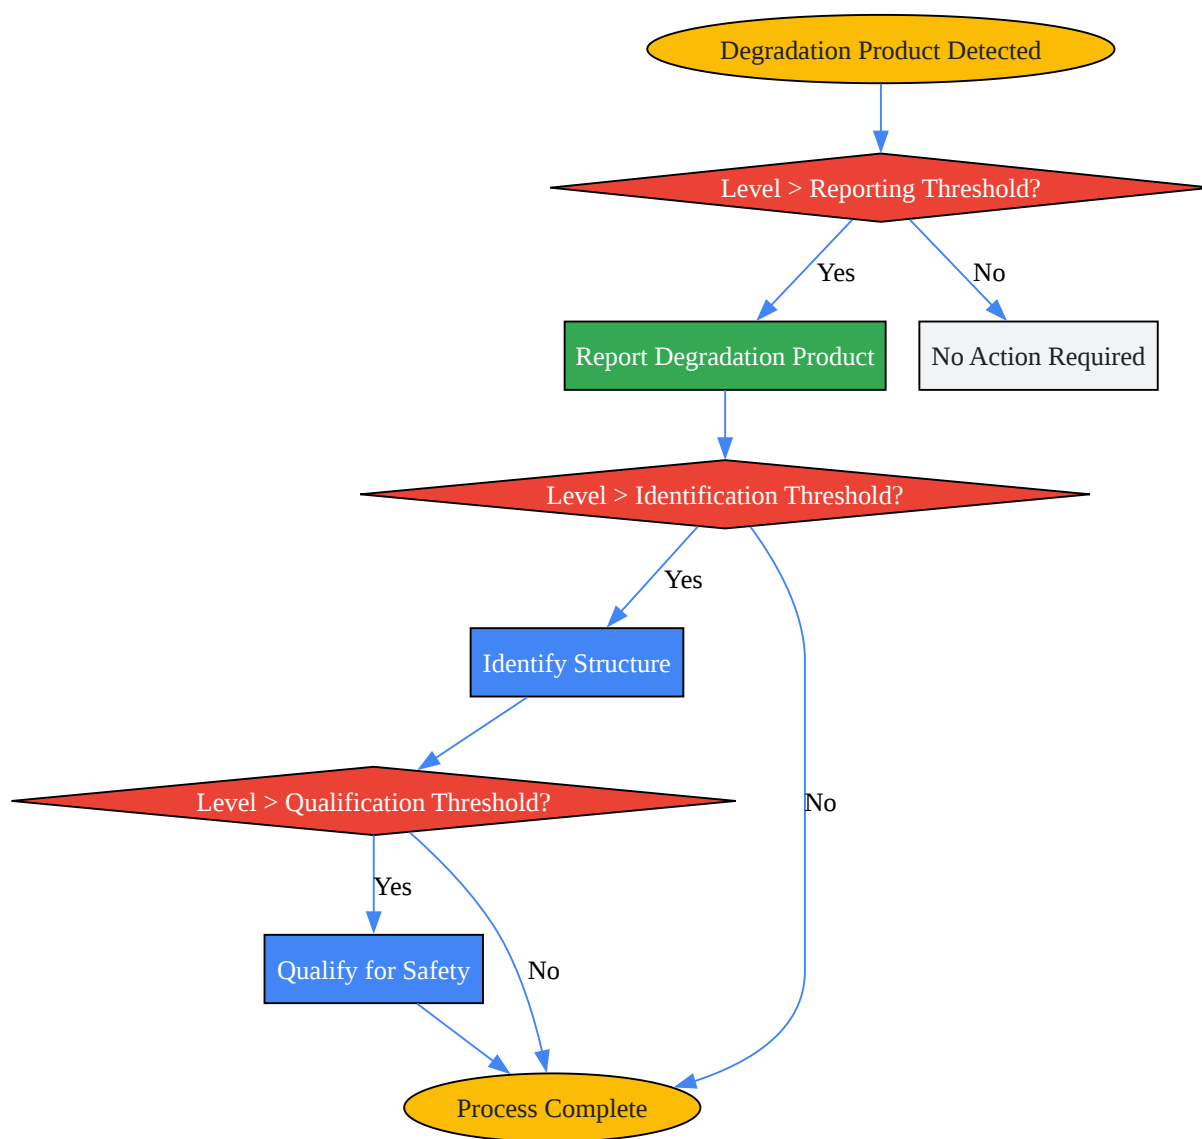 Degradation Product Detected
Level > Reporting Threshold?
Yes
No
Report Degradation Product
No Action Required
Level > Identification Threshold?
Yes
Identify Structure
Level > Qualification Threshold?
No
Yes
Qualify for Safety
No
Process Complete